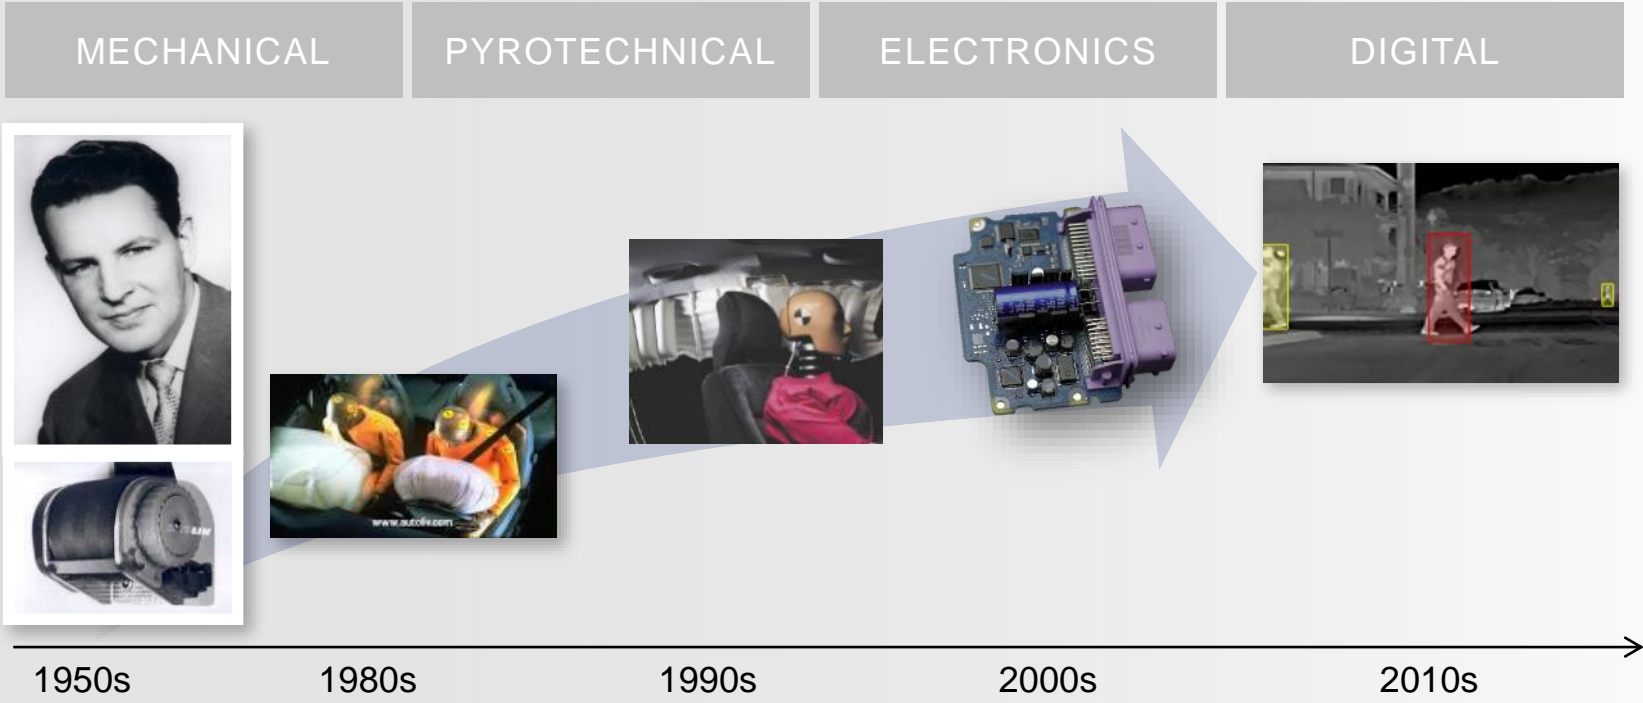 MECHANICAL
PYROTECHNICAL
ELECTRONICS
DIGITAL
www.autoliv.com
1950s
1980s
1990s
2000s
2010s